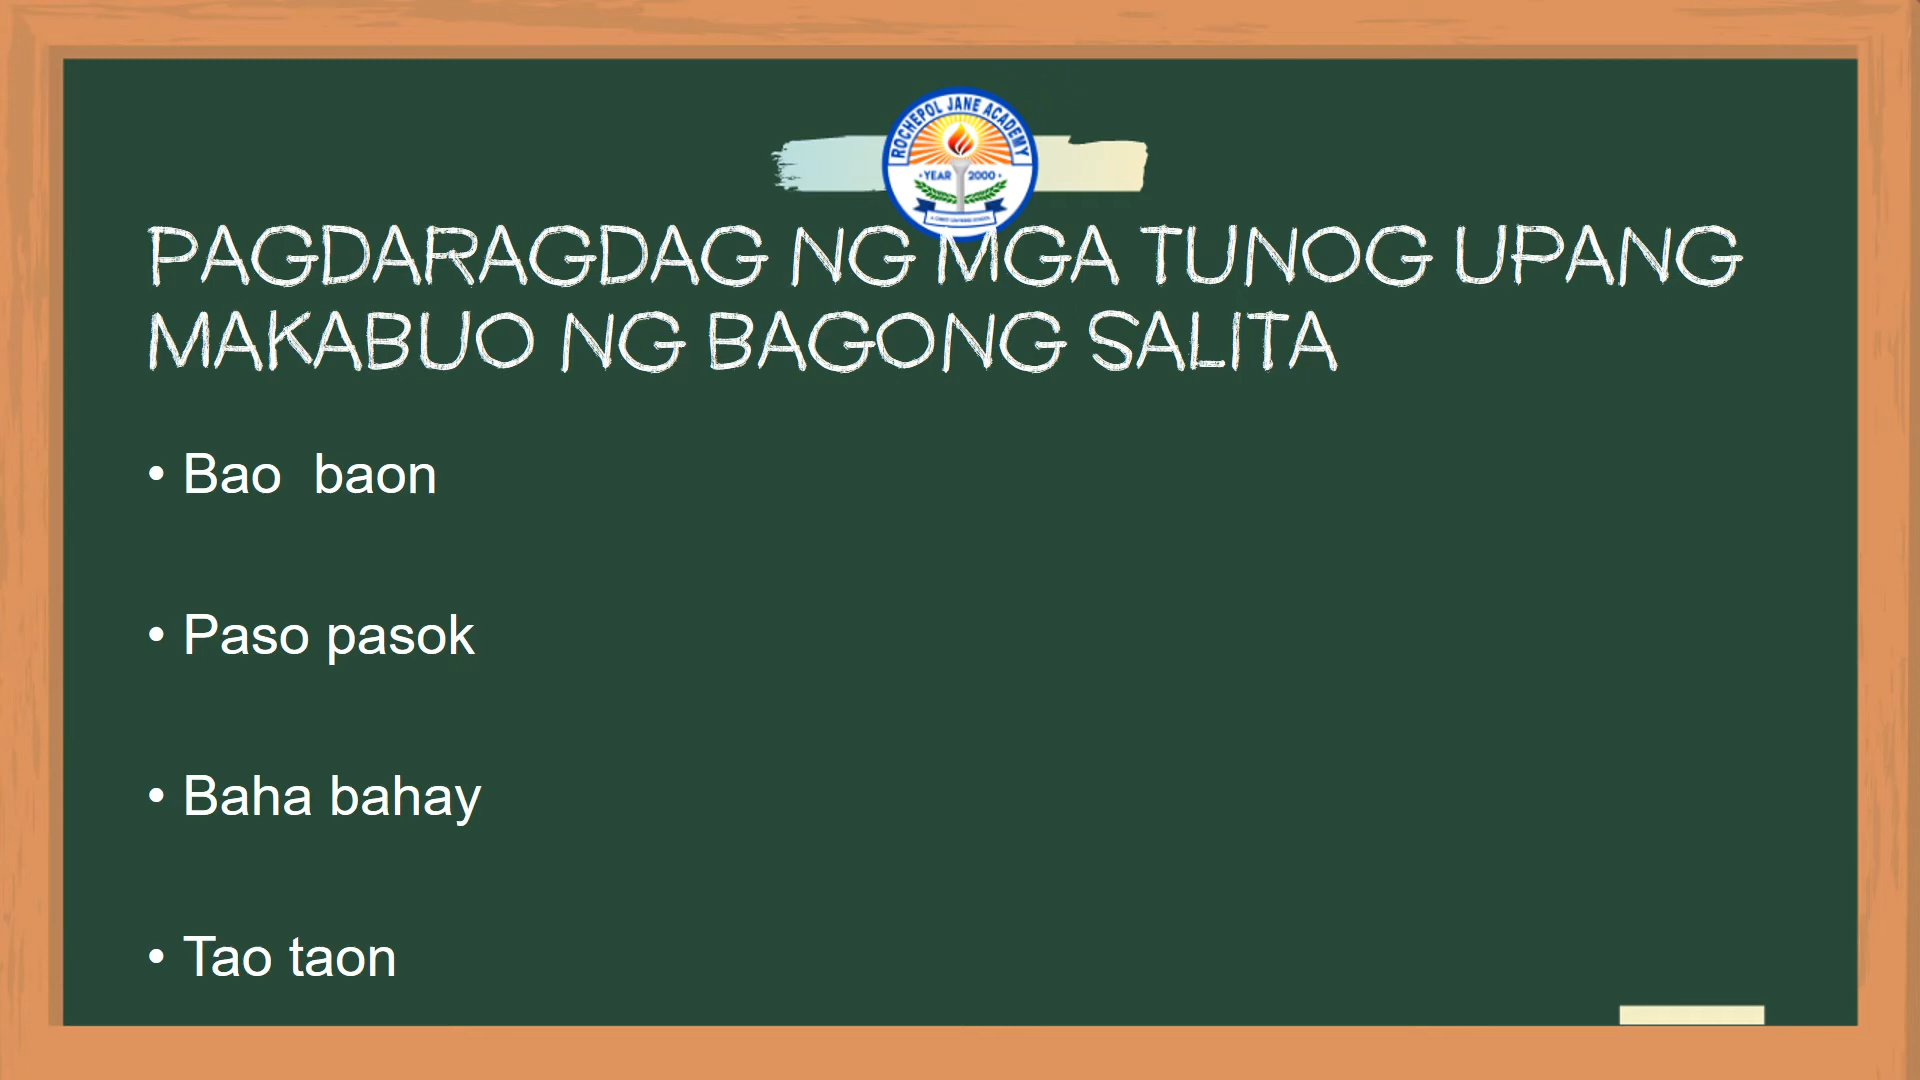 ROCHEPOL JANE ACADEMY
YEAR 2000
PAGDARAGDAG NG MGA TUNOG UPANG
MAKABUO NG BAGONG SALITA
• Bao  baon
• Paso pasok
• Baha bahay
• Tao taon